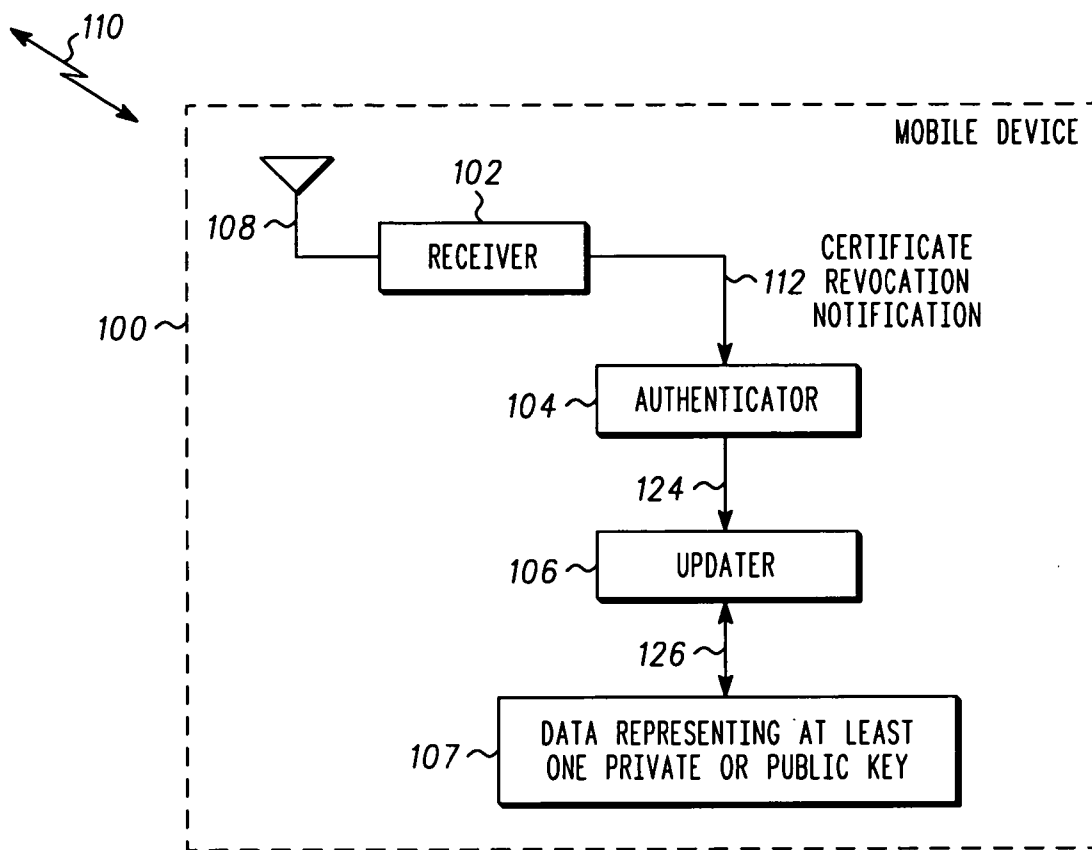 110
MOBILE DEVICE
102
108
RECEIVER
CERTIFICATE
112 REVOCATION
NOTIFICATION
100
104
AUTHENTICATOR
124
106
UPDATER
126
107
DATA REPRESENTING AT LEAST
ONE PRIVATE OR PUBLIC KEY